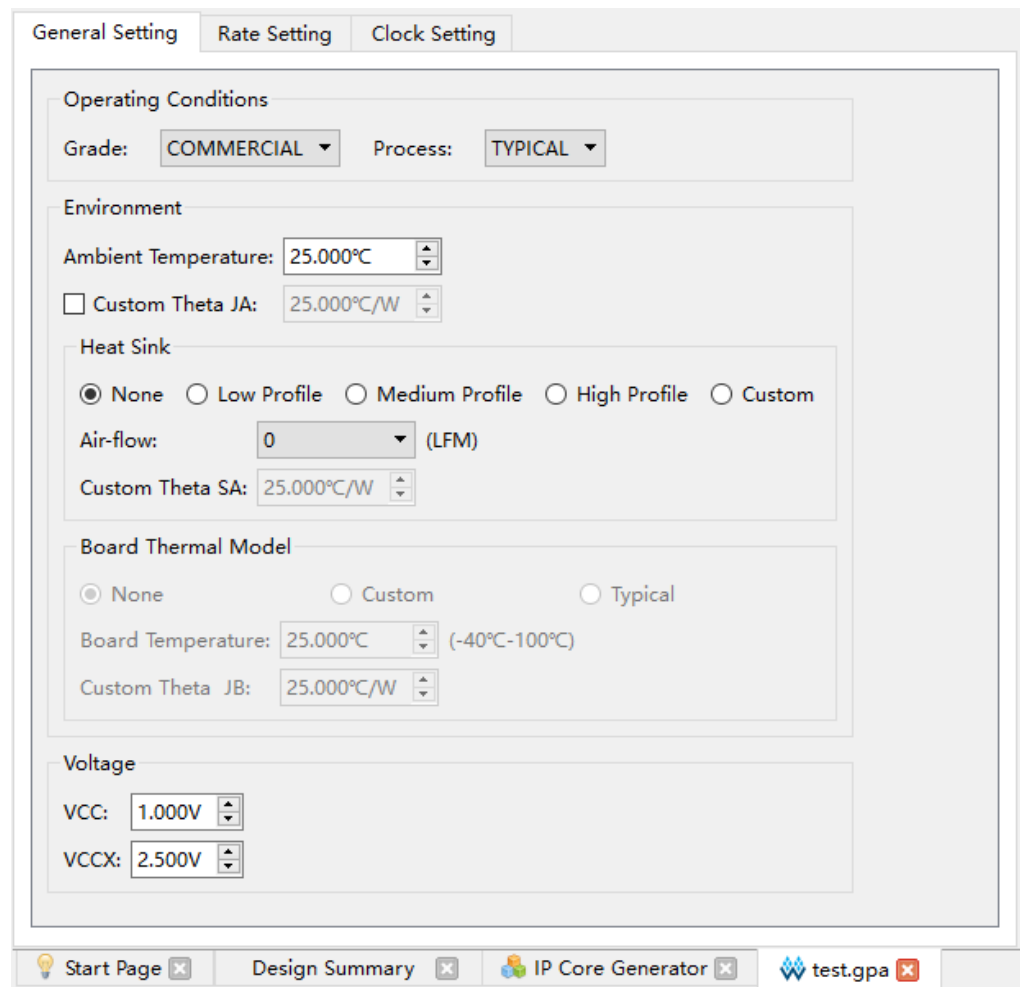 General Setting Rate Setting Clock Setting
Operating Conditions
Grade: COMMERCIAL Process: TYPICAL
Environment
Ambient Temperature: 25.000℃
Custom Theta JA: 25.000℃/W
Heat Sink
None Low Profile Medium Profile High Profile Custom
Air-flow: 0 (LFM)
Custom Theta SA: 25.000℃/W
Board Thermal Model
None Custom Typical
Board Temperature: 25.000℃ (-40℃-100℃)
Custom Theta JB: 25.000℃/W
Voltage
VCC: 1.000V
VCCX: 2.500V
Start Page Design Summary IP Core Generator test.gpa